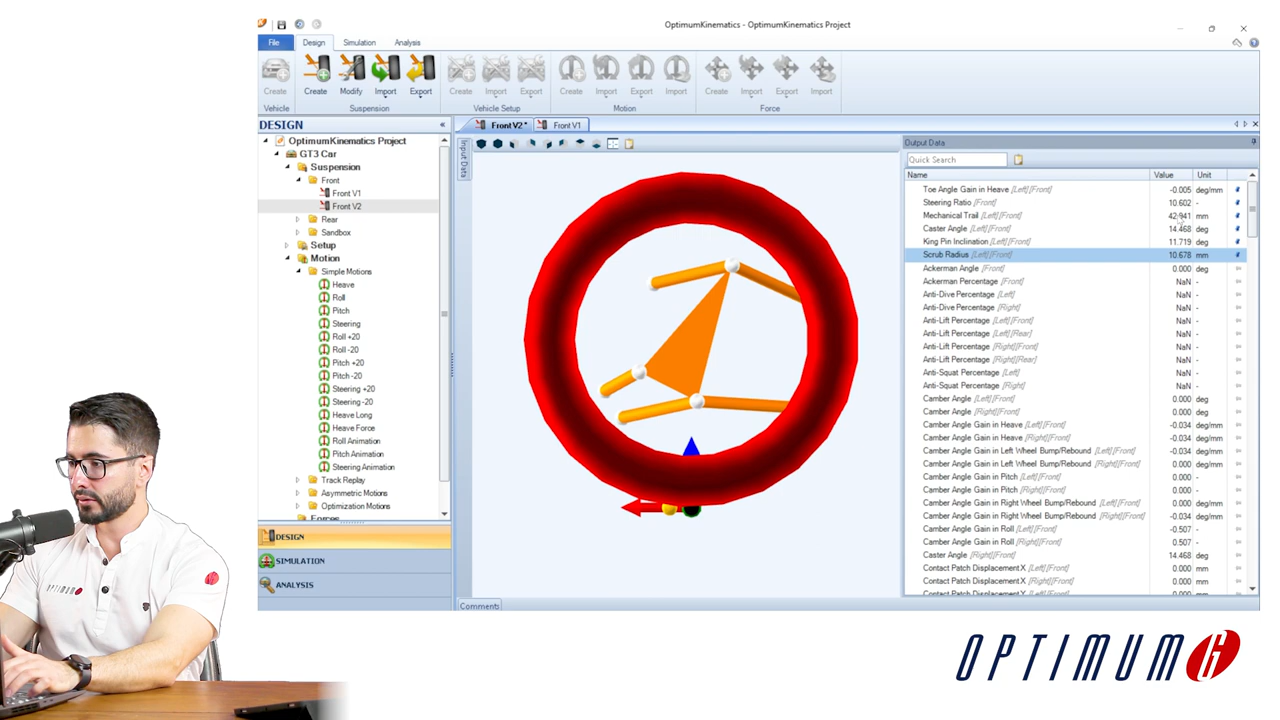 OptimumKinematics - OptimumKinematics Project
File Design Simulation Analysis
Create Create Modify Import Export Create Import Export Create Import Export Import Create Import Export Import
Vehicle Suspension Vehicle Setup Motion Force
DESIGN «
OptimumKinematics Project
GT3 Car
Suspension
Front
Front V1
Front V2
Rear
Sandbox
Setup
Motion
Simple Motions
Heave
Roll
Pitch
Steering
Roll +20
Roll -20
Pitch +20
Pitch -20
Steering +20
Steering -20
Heave Long
Heave Force
Roll Animation
Pitch Animation
Steering Animation
Track Replay
Asymmetric Motions
Optimization Motions
Forces
DESIGN
SIMULATION
ANALYSIS
Front V2 * Front V1
Input Data
Comments
Output Data
Quick Search
Name Value Unit
Toe Angle Gain in Heave [Left][Front] -0.005 deg/mm
Steering Ratio [Front] 10.602 -
Mechanical Trail [Left][Front] 42.941 mm
Caster Angle [Left][Front] 14.468 deg
King Pin Inclination [Left][Front] 11.719 deg
Scrub Radius [Left][Front] 10.678 mm
Ackerman Angle [Front] 0.000 deg
Ackerman Percentage [Front] NaN -
Anti-Dive Percentage [Left] NaN -
Anti-Dive Percentage [Right] NaN -
Anti-Lift Percentage [Left][Front] NaN -
Anti-Lift Percentage [Left][Rear] NaN -
Anti-Lift Percentage [Right][Front] NaN -
Anti-Lift Percentage [Right][Rear] NaN -
Anti-Squat Percentage [Left] NaN -
Anti-Squat Percentage [Right] NaN -
Camber Angle [Left][Front] 0.000 deg
Camber Angle [Right][Front] 0.000 deg
Camber Angle Gain in Heave [Left][Front] -0.034 deg/mm
Camber Angle Gain in Heave [Right][Front] -0.034 deg/mm
Camber Angle Gain in Left Wheel Bump/Rebound [Left][Front] -0.034 deg/mm
Camber Angle Gain in Left Wheel Bump/Rebound [Right][Front] 0.000 deg/mm
Camber Angle Gain in Pitch [Left][Front] 0.000 -
Camber Angle Gain in Pitch [Right][Front] 0.000 -
Camber Angle Gain in Right Wheel Bump/Rebound [Left][Front] 0.000 deg/mm
Camber Angle Gain in Right Wheel Bump/Rebound [Right][Front] -0.034 deg/mm
Camber Angle Gain in Roll [Left][Front] -0.507 -
Camber Angle Gain in Roll [Right][Front] 0.507 -
Caster Angle [Right][Front] 14.468 deg
Contact Patch Displacement X [Left][Front] 0.000 mm
Contact Patch Displacement X [Right][Front] 0.000 mm
Contact Patch Displacement Y [Left][Front] 0.000 mm
OPTIMUM
OPTIMUM G